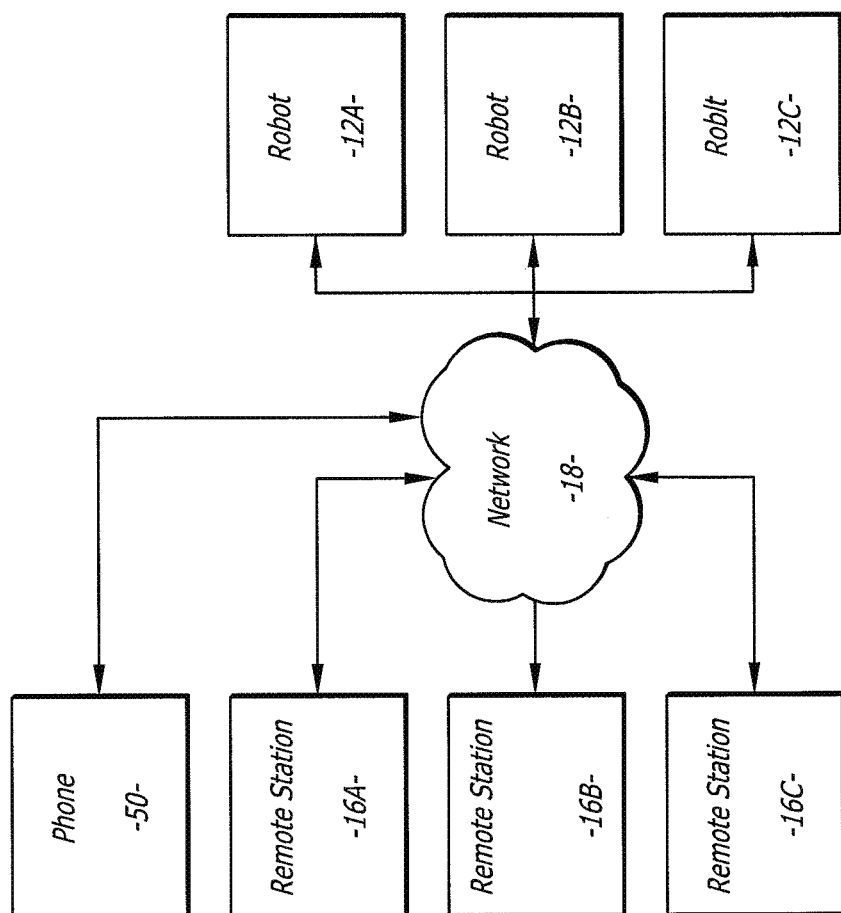 Phone
-50-
Remote Station
-16A-
Remote Station
-16B-
Remote Station
-16C-
Network
-18-
Robot
-12A-
Robot
-12B-
Roblt
-12C-